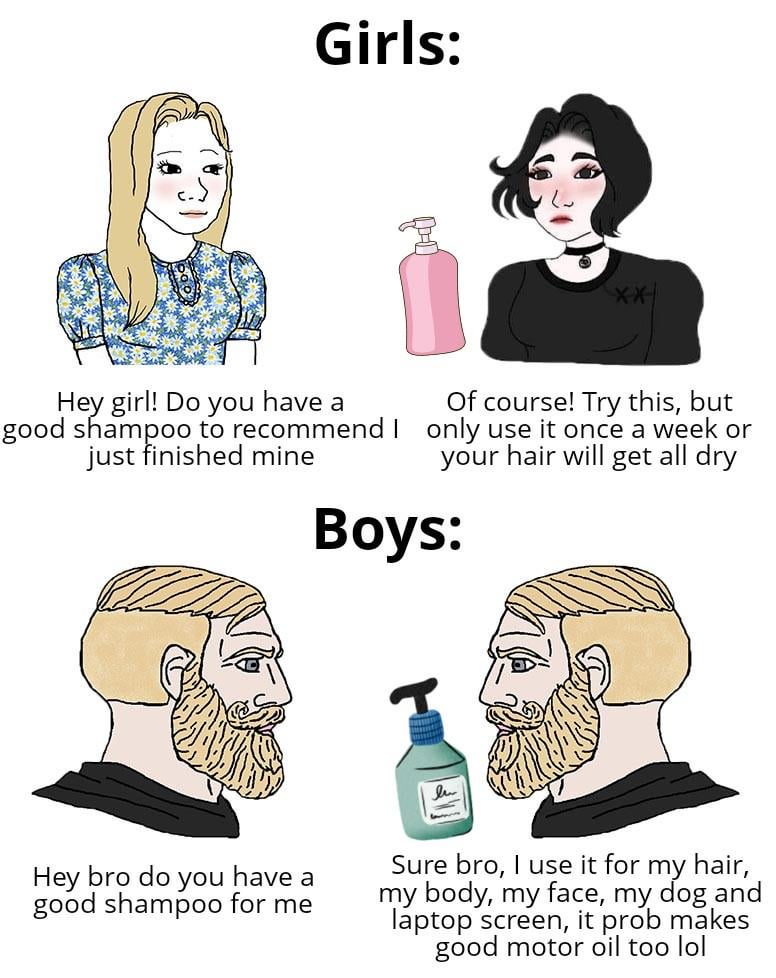 Girls:
Hey girl! Do you have a
good shampoo to recommend I
just finished mine
Of course! Try this, but
only use it once a week or
your hair will get all dry
Boys:
Hey bro do you have a
good shampoo for me
Sure bro, I use it for my hair,
my body, my face, my dog and
laptop screen, it prob makes
good motor oil too lol